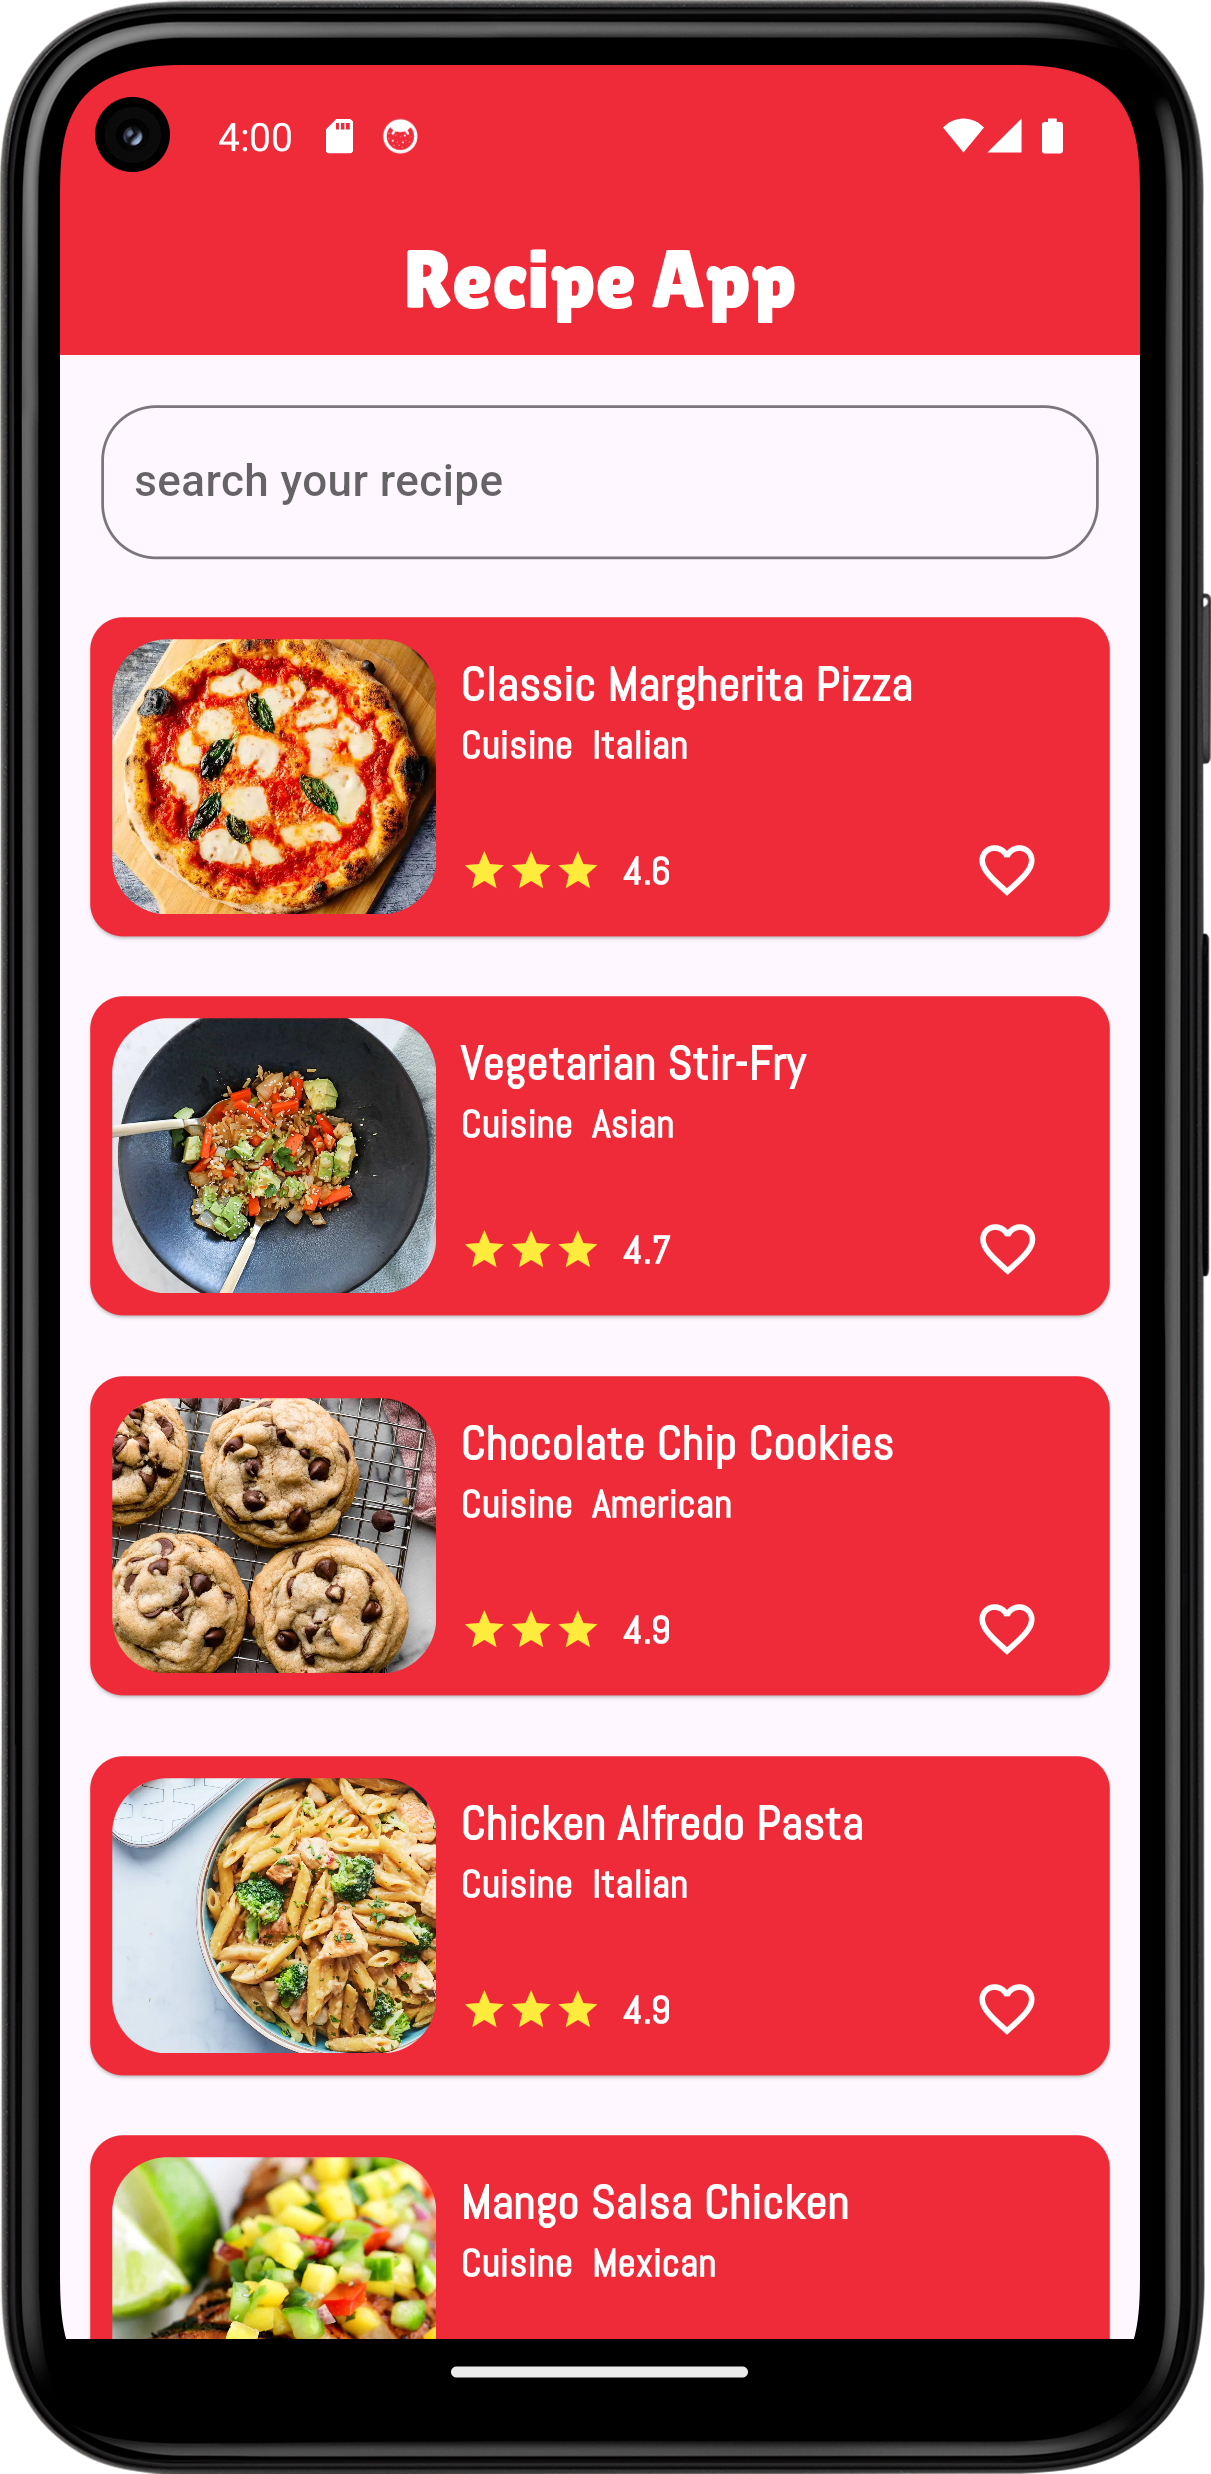 4:00
Recipe App
search your recipe
Classic Margherita Pizza
Cuisine Italian
4.6
Vegetarian Stir-Fry
Cuisine Asian
4.7
Chocolate Chip Cookies
Cuisine American
4.9
Chicken Alfredo Pasta
Cuisine Italian
4.9
Mango Salsa Chicken
Cuisine Mexican